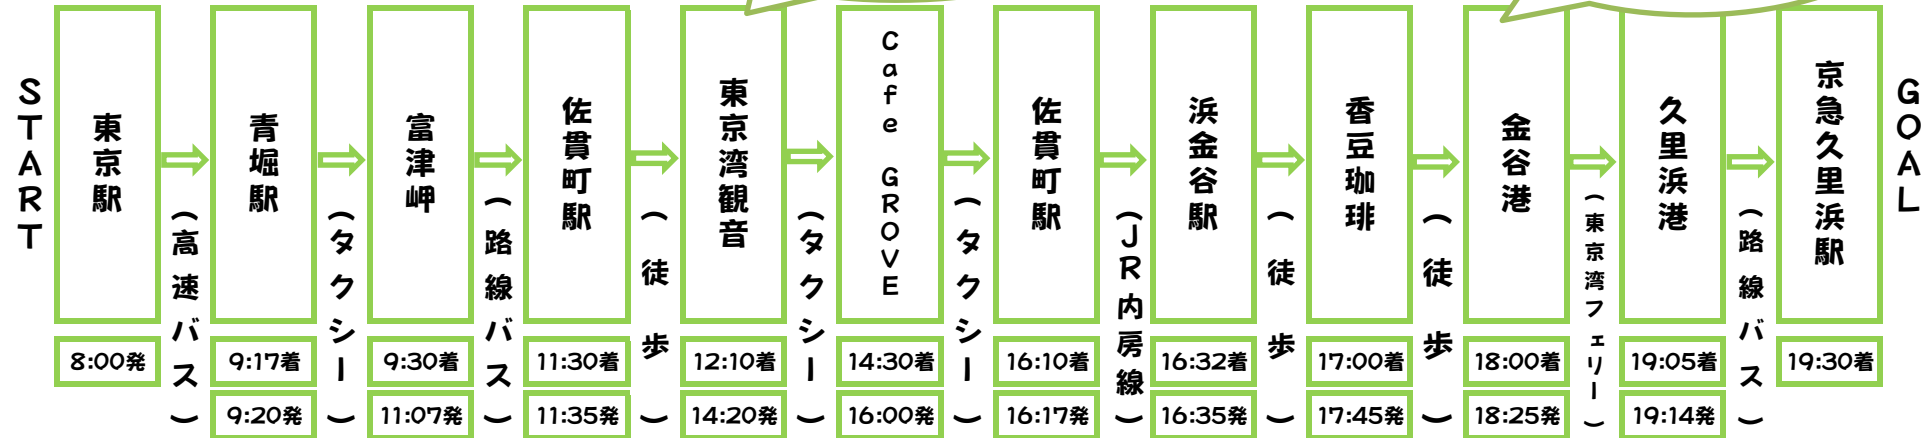 START
東京駅
8:00発
(高速バス)
青堀駅
9:17着
9:20発
(タクシー)
富津岬
9:30着
11:07発
(路線バス)
佐貫町駅
11:30着
11:35発
(徒歩)
東京湾観音
12:10着
14:20発
(タクシー)
Cafe GROVE
14:30着
16:00発
(タクシー)
佐貫町駅
16:10着
16:17発
(JR内房線)
浜金谷駅
16:32着
16:35発
(徒歩)
香豆珈琲
17:00着
17:45発
(徒歩)
金谷港
18:00着
18:25発
(東京湾フェリー)
久里浜港
19:05着
19:14発
(路線バス)
京急久里浜駅
19:30着
GOAL